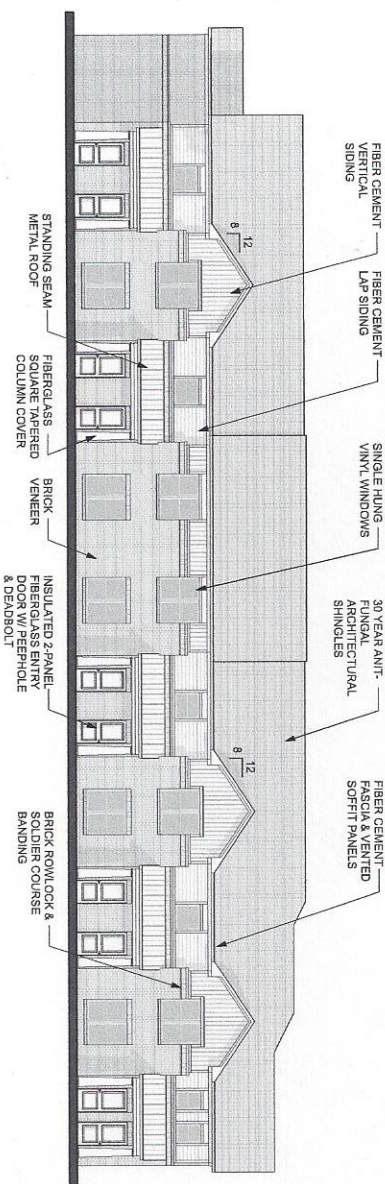 FIBER CEMENT
VERTICAL
SIDING
FIBER CEMENT
LAP SIDING
SINGLE HUNG
VINYL WINDOWS
30 YEAR ANIT-
FUNGAL
ARCHITECTURAL
SHINGLES
FIBER CEMENT
FASCIA & VENTED
SOFFIT PANELS
12
8
12
8
STANDING SEAM
METAL ROOF
FIBERGLASS
SQUARE TAPERED
COLUMN COVER
BRICK
VENEER
INSULATED 2-PANEL
FIBERGLASS ENTRY
DOOR W/ PEEPHOLE
& DEADBOLT
BRICK ROWLOCK &
SOLDIER COURSE
BANDING